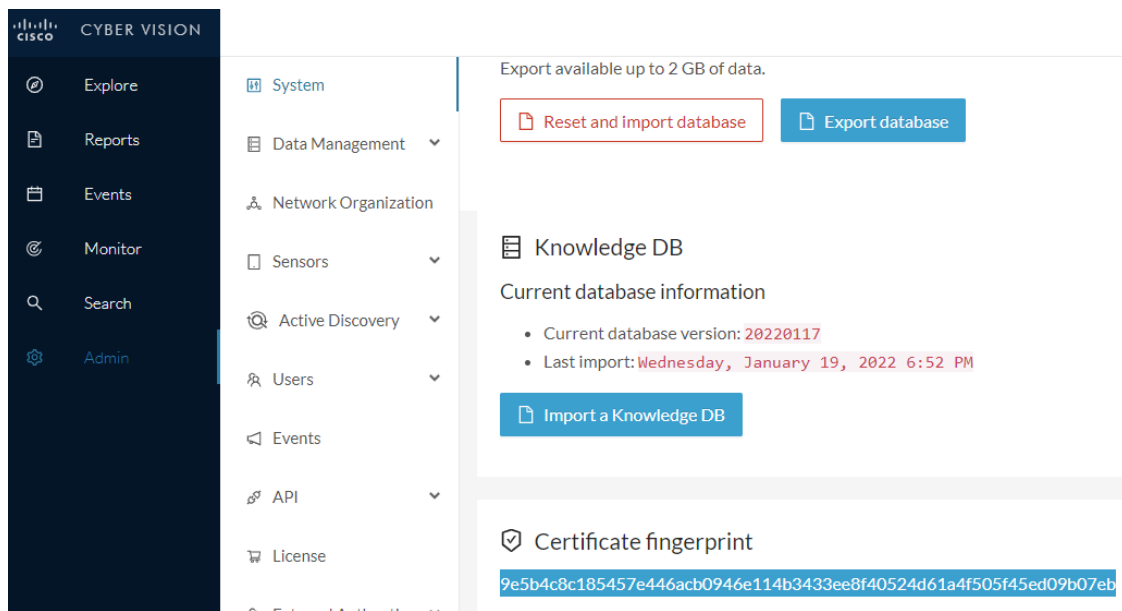 cisco CYBER VISION
Explore
Reports
Events
Monitor
Search
Admin
System
Data Management
Network Organization
Sensors
Active Discovery
Users
Events
API
License
Export available up to 2 GB of data.
Reset and import database
Export database
Knowledge DB
Current database information
• Current database version: 20220117
• Last import: Wednesday, January 19, 2022 6:52 PM
Import a Knowledge DB
Certificate fingerprint
9e5b4c8c185457e446acb0946e114b3433ee8f40524d61a4f505f45ed09b07eb